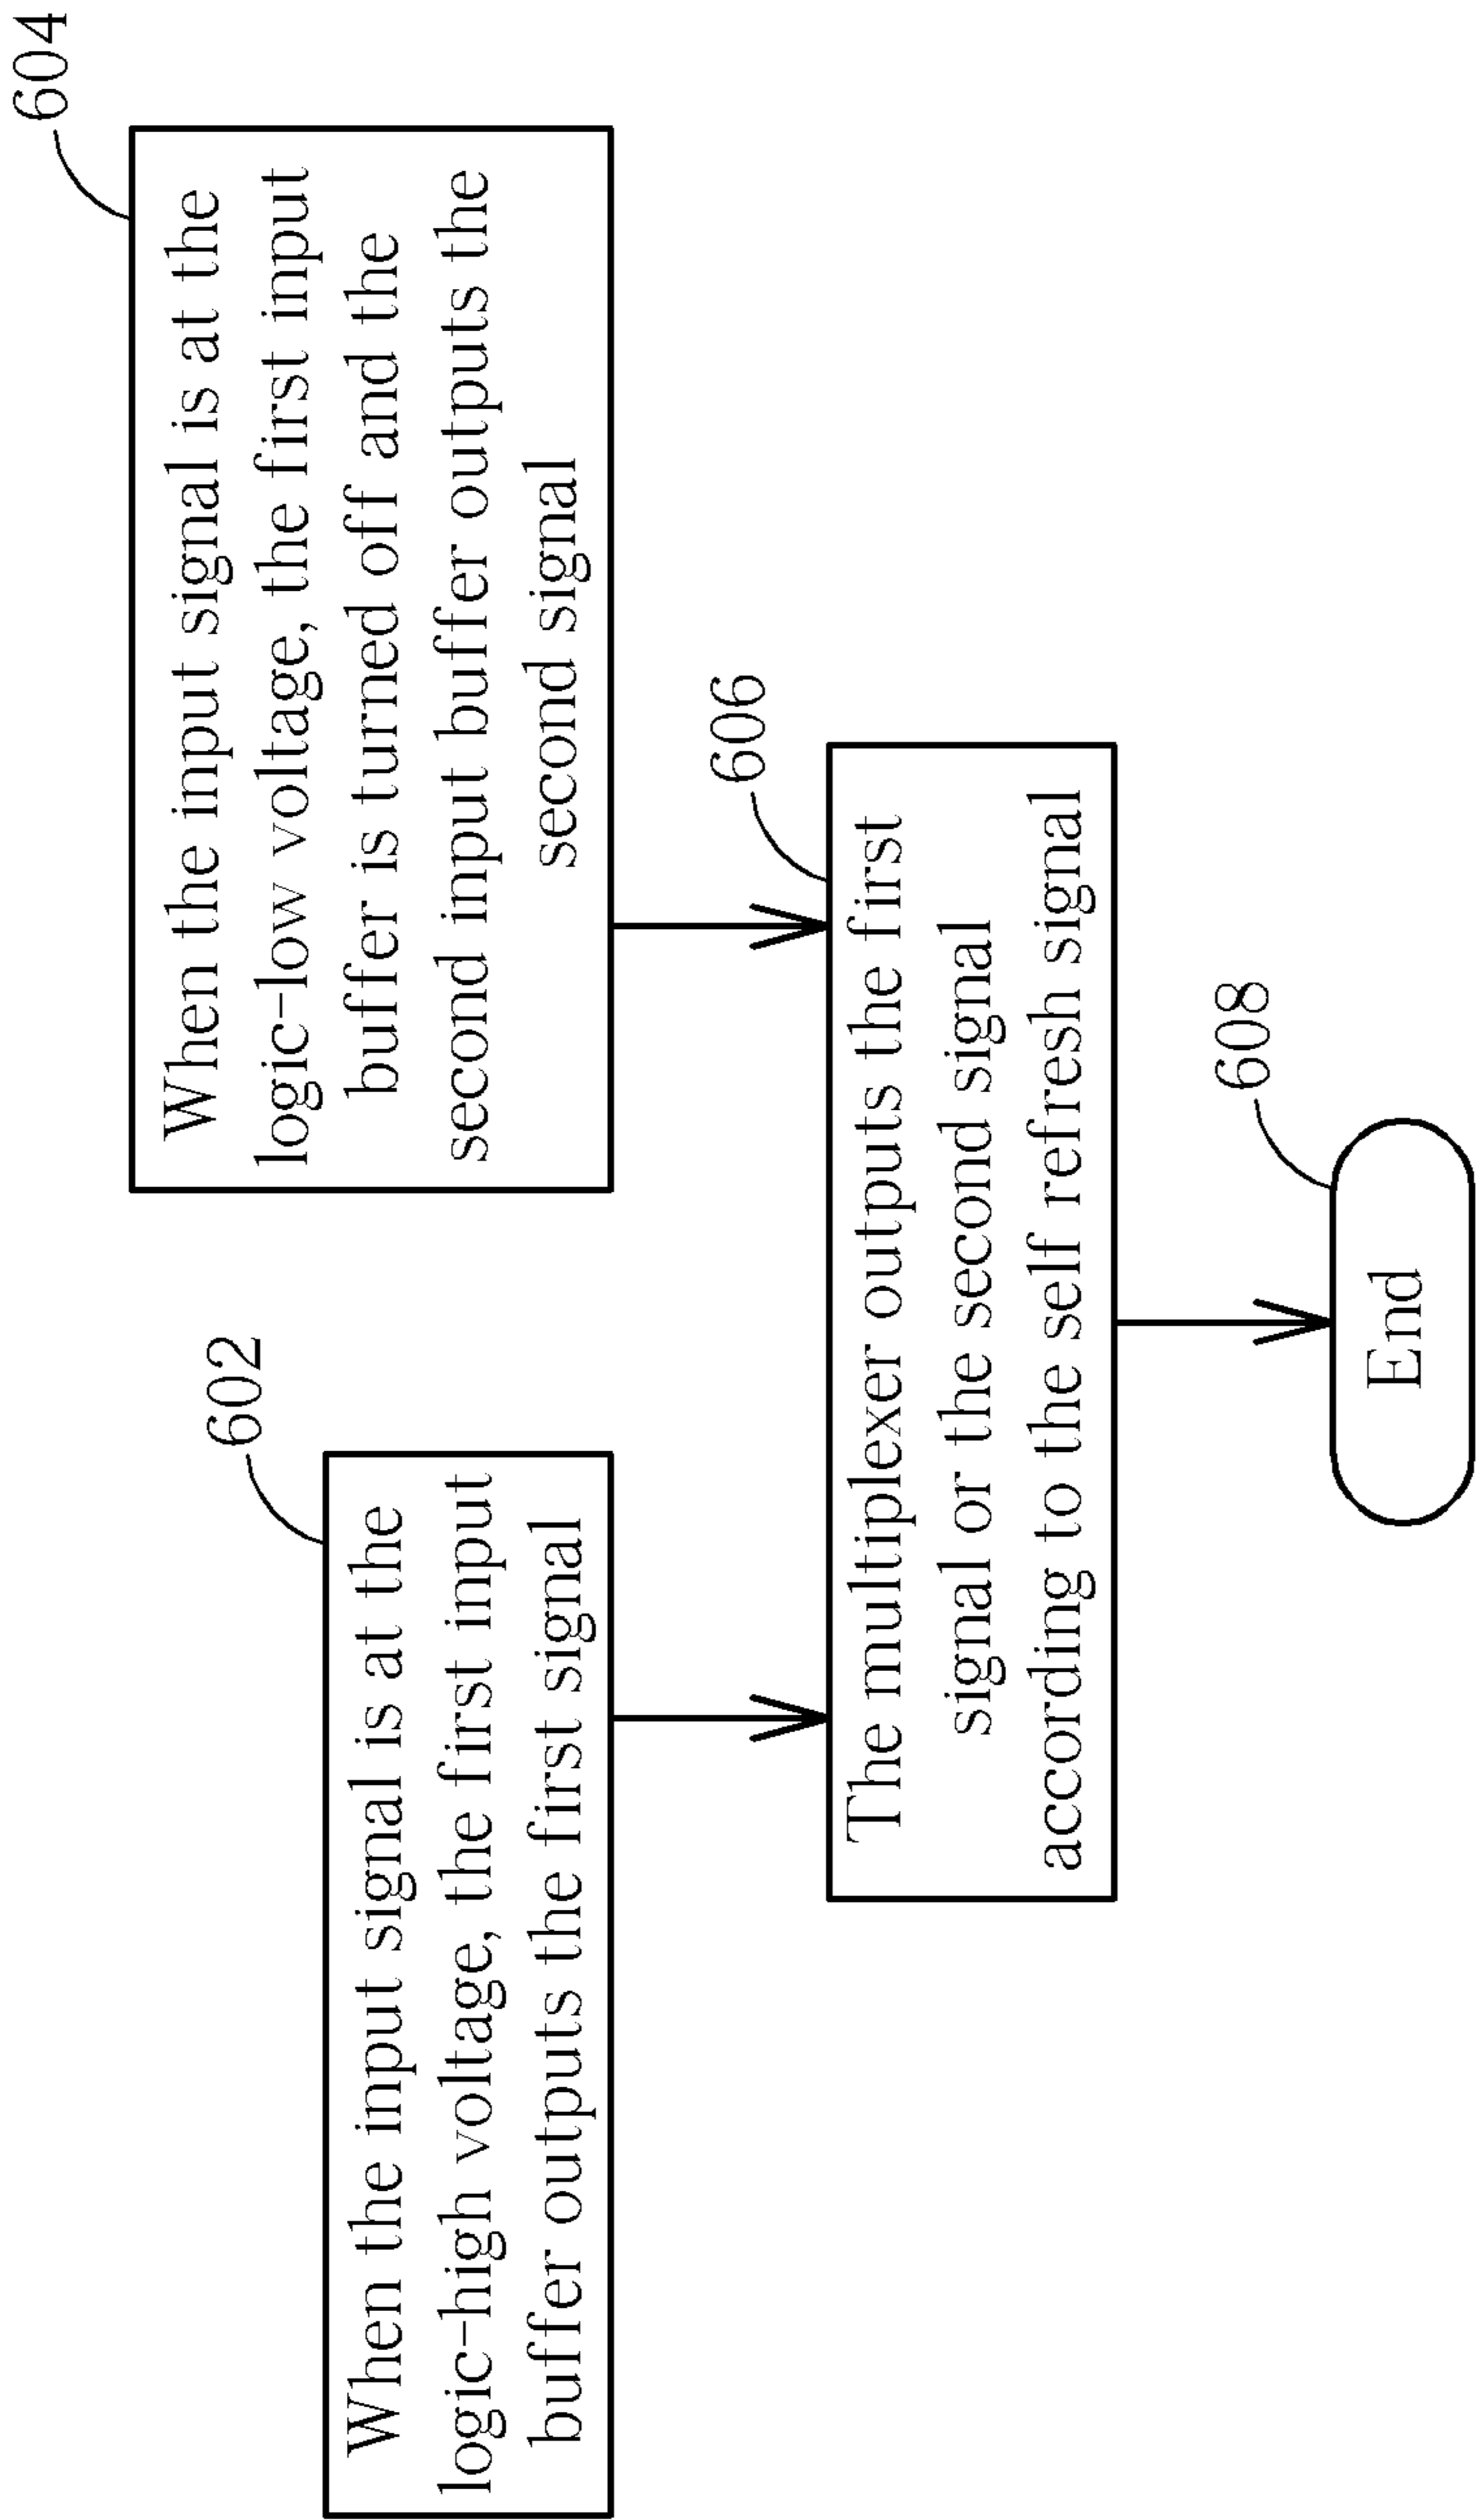 602
When the input signal is at the
logic-high voltage, the first input
buffer outputs the first signal
604
When the input signal is at the
logic-low voltage, the first input
buffer is turned off and the
second input buffer outputs the
second signal
606
The multiplexer outputs the first
signal or the second signal
according to the self refresh signal
608
End